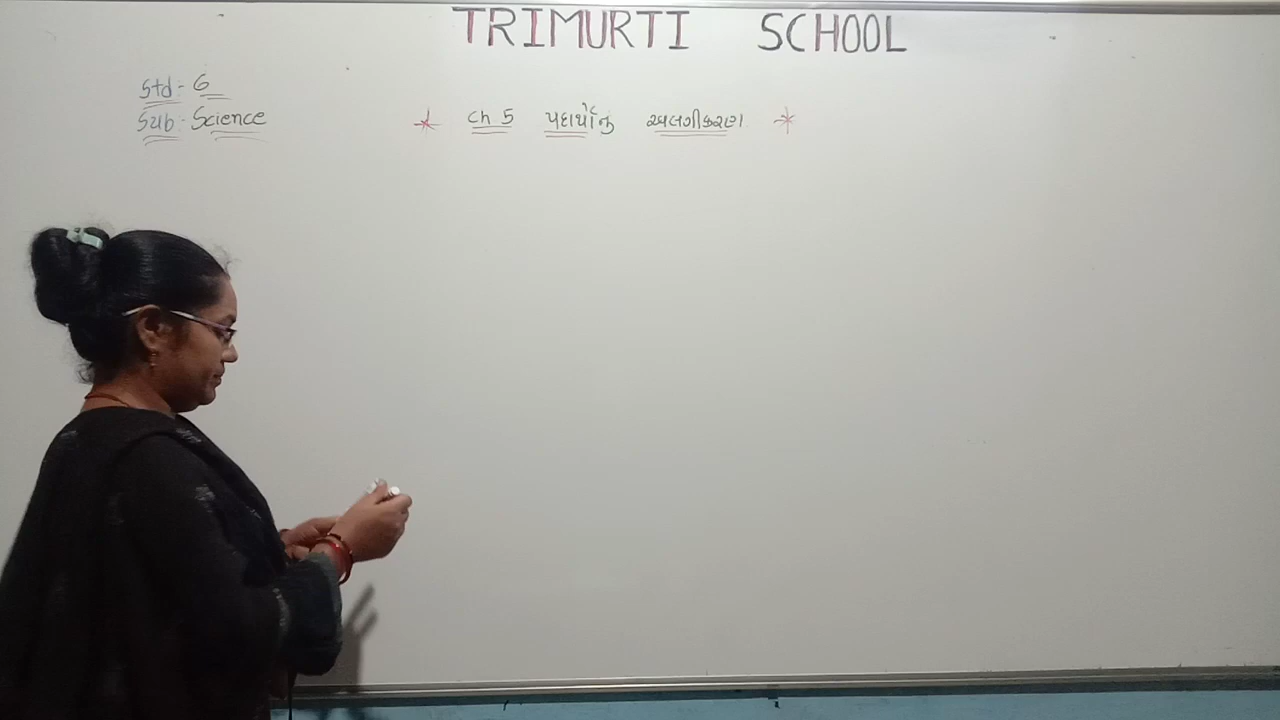 TRIMURTI SCHOOL
Std:- 6
Sub:- Science
* Ch 5 પદાર્થોનું અલગીકરણ *